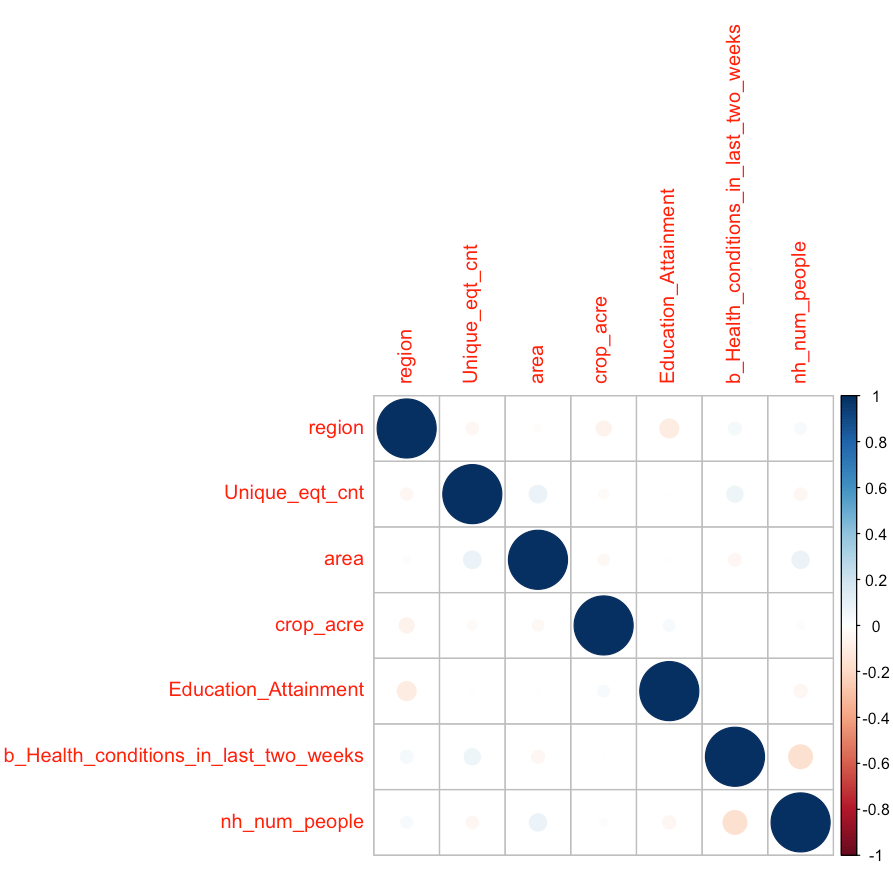 region
Unique_eqt_cnt
area
crop_acre
Education_Attainment
b_Health_conditions_in_last_two_weeks
nh_num_people
region
Unique_eqt_cnt
area
crop_acre
Education_Attainment
b_Health_conditions_in_last_two_weeks
nh_num_people
1
0.8
0.6
0.4
0.2
0
-0.2
-0.4
-0.6
-0.8
-1